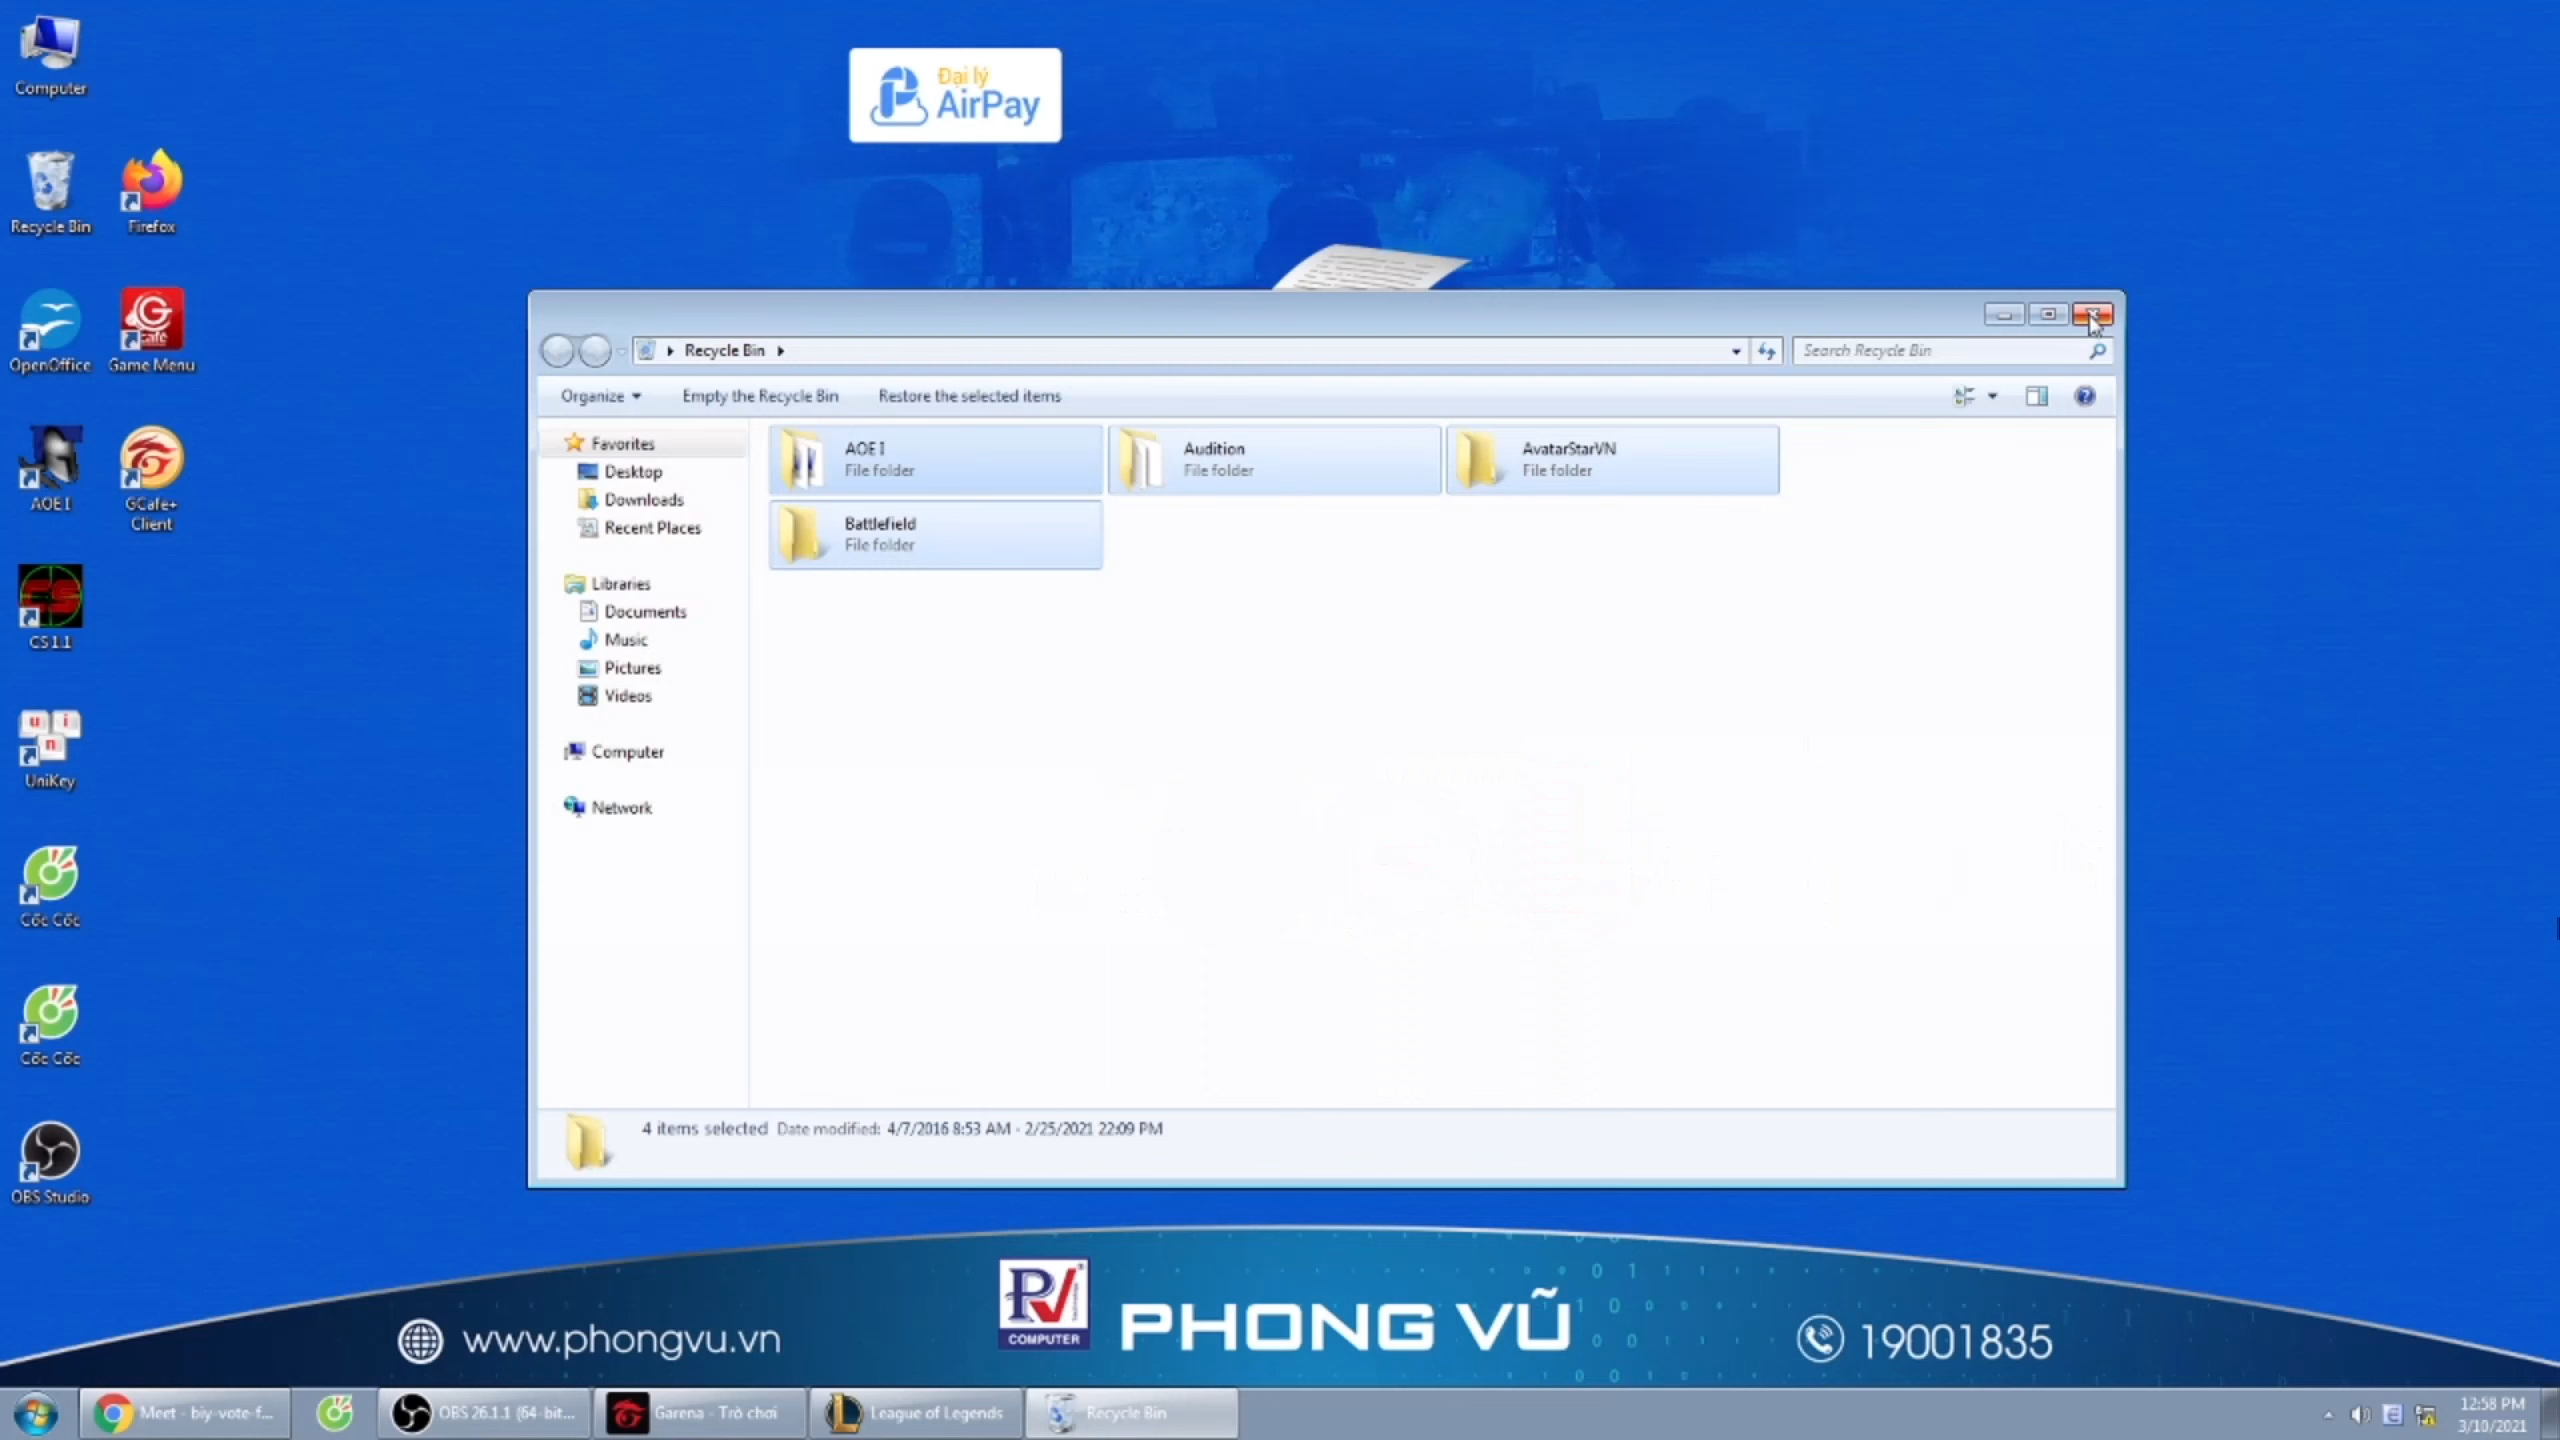 Computer
Recycle Bin
Firefox
OpenOffice
Game Menu
AOE I
GCafe+
Client
CS 1.1
UniKey
Cốc Cốc
Cốc Cốc
OBS Studio
Đại lý
AirPay
Recycle Bin
Search Recycle Bin
Organize
Empty the Recycle Bin
Restore the selected items
Favorites
Desktop
Downloads
Recent Places
Libraries
Documents
Music
Pictures
Videos
Computer
Network
AOE I
File folder
Audition
File folder
AvatarStarVN
File folder
Battlefield
File folder
4 items selected Date modified: 4/7/2016 8:53 AM - 2/25/2021 22:09 PM
www.phongvu.vn
PV
COMPUTER
PHONG VŨ
19001835
Meet - biy-vote-f...
OBS 26.1.1 (64-bit...
Garena - Trò chơi
League of Legends
Recycle Bin
12:58 PM
3/10/2021